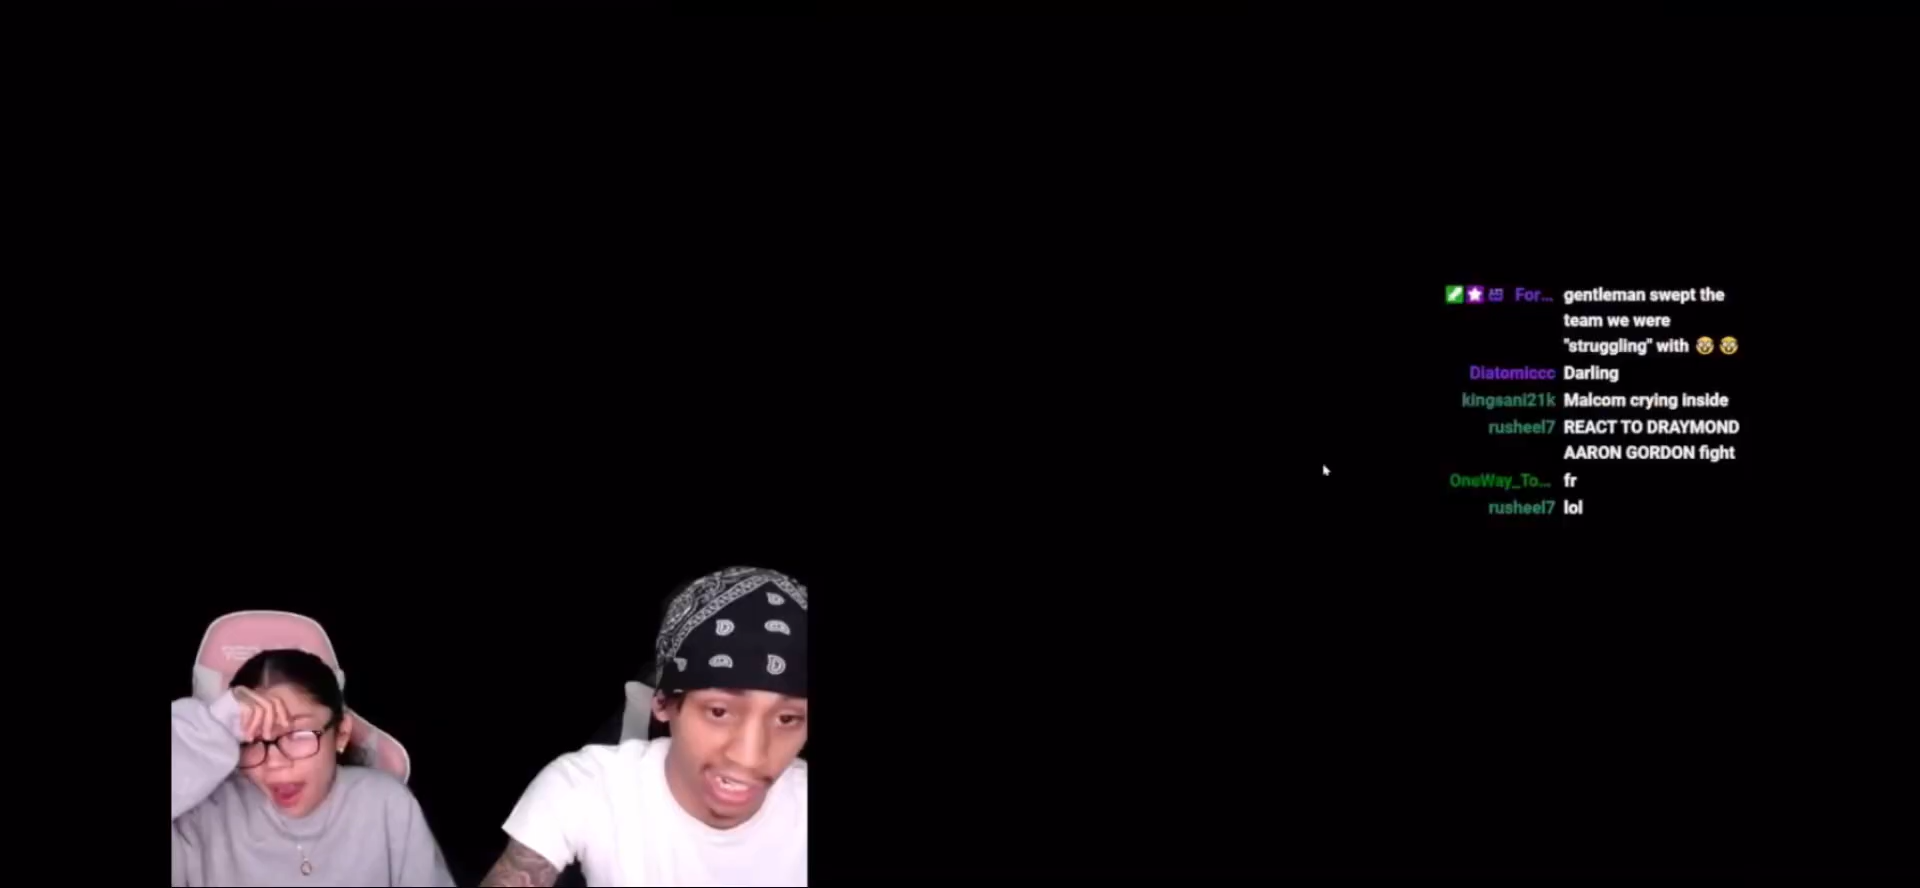 For... gentleman swept the
team we were
"struggling" with
Diatomiccc Darling
kingsani21k Malcom crying inside
rusheel7 REACT TO DRAYMOND
AARON GORDON fight
OneWay_To... fr
rusheel7 lol